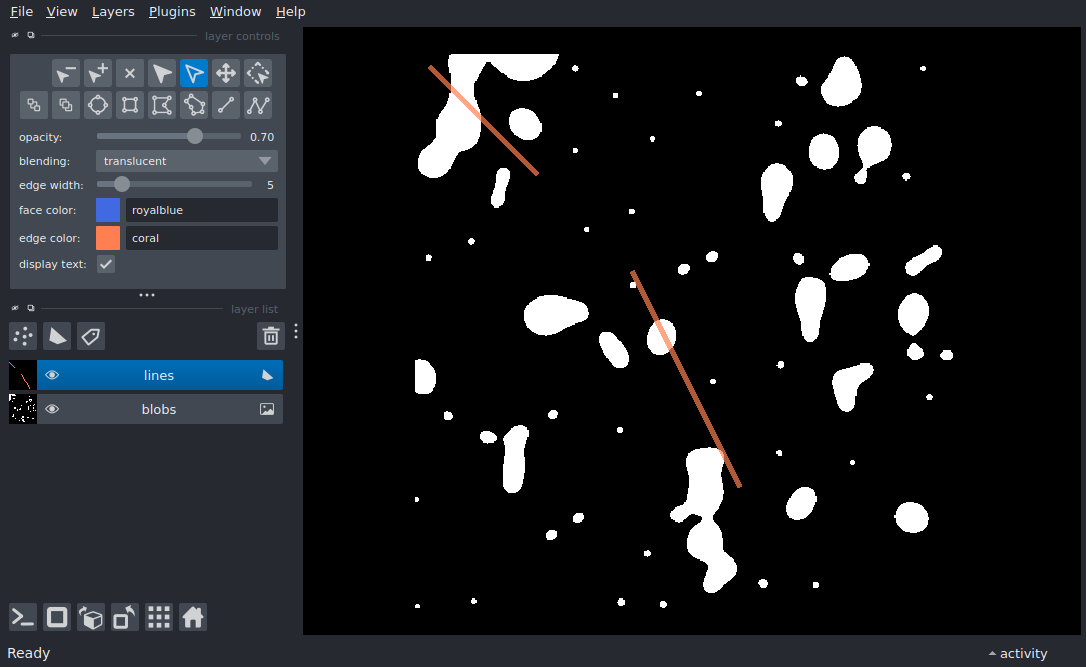 File View Layers Plugins Window Help
layer controls
opacity: 0.70
blending: translucent
edge width: 5
face color: royalblue
edge color: coral
display text:
layer list
lines
blobs
Ready
activity